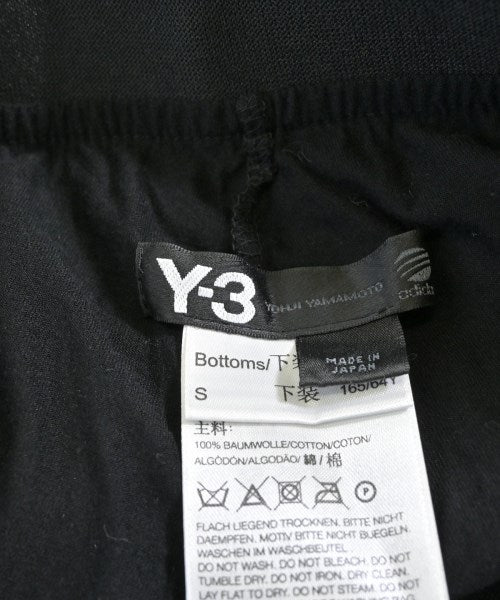 Y-3
YOHJI YAMAMOTO
adidas
MADE IN
JAPAN
Bottoms/下装
S 下装 165/64Y
主料:
100% BAUMWOLLE/COTTON/COTON/
ALGODÓN/ALGODÃO/ 綿 / 棉
P
FLACH LIEGEND TROCKNEN. BITTE NICHT
DAEMPFEN. MOTIV BITTE NICHT BUEGELN.
WASCHEN IM WASCHBEUTEL
DO NOT WASH. DO NOT BLEACH. DO NOT
TUMBLE DRY. DO NOT IRON. DRY CLEAN.
LAY FLAT TO DRY. DO NOT STEAM. DO NOT